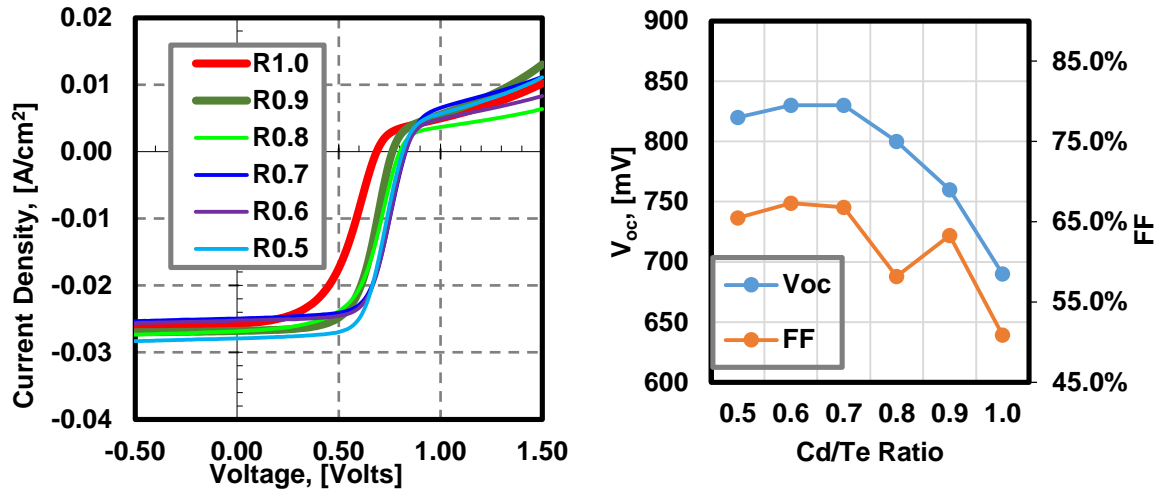 0.02
0.01
0.00
-0.01
-0.02
-0.03
-0.04
Current Density, [A/cm²]
R1.0
R0.9
R0.8
R0.7
R0.6
R0.5
-0.50 0.00 0.50 1.00 1.50
Voltage, [Volts]
900
850
800
750
700
650
600
Voc, [mV]
Voc
FF
85.0%
75.0%
65.0%
55.0%
45.0%
FF
0.5 0.6 0.7 0.8 0.9 1.0
Cd/Te Ratio